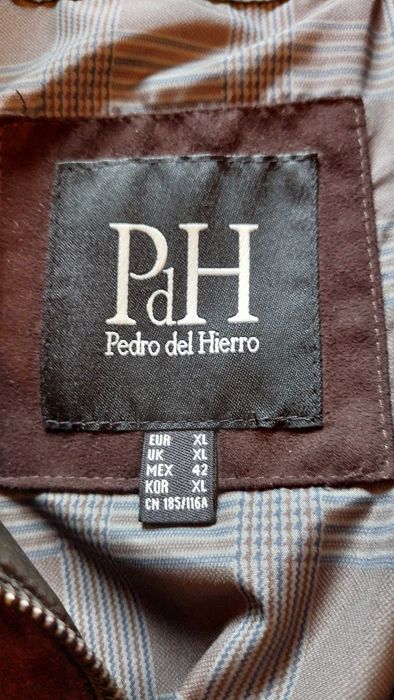 PdH
Pedro del Hierro
EUR XL
UK XL
MEX 42
KOR XL
CN 185/116A